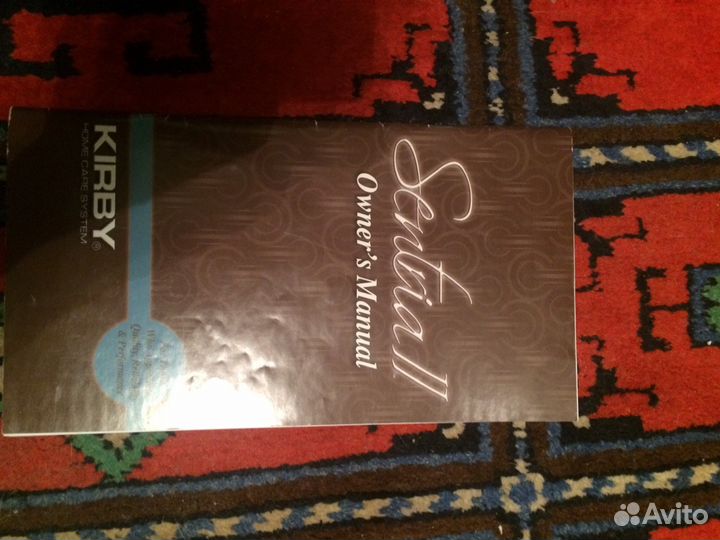 Sentria II
Owner's Manual
& Performance
KIRBY®
HOME CARE SYSTEM
Avito